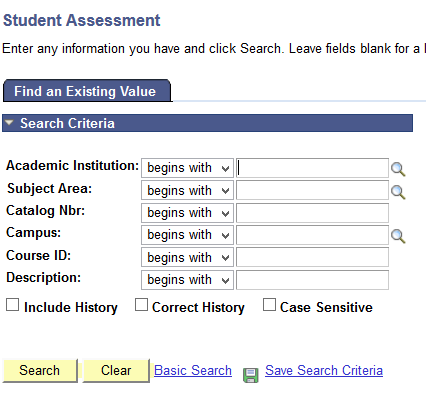 Student Assessment
Enter any information you have and click Search. Leave fields blank for a
Find an Existing Value
Search Criteria
Academic Institution: begins with
Subject Area: begins with
Catalog Nbr: begins with
Campus: begins with
Course ID: begins with
Description: begins with
Include History Correct History Case Sensitive
Search Clear Basic Search Save Search Criteria